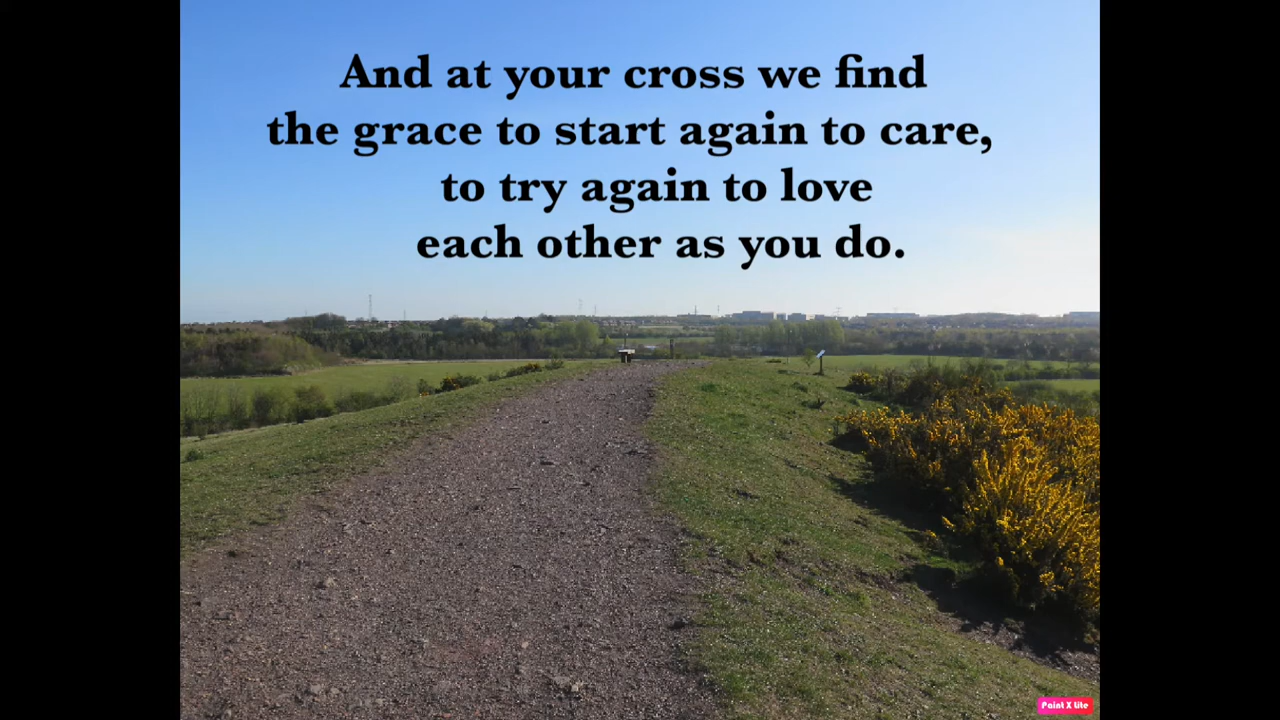 And at your cross we find
the grace to start again to care,
to try again to love
each other as you do.
Paint X lite